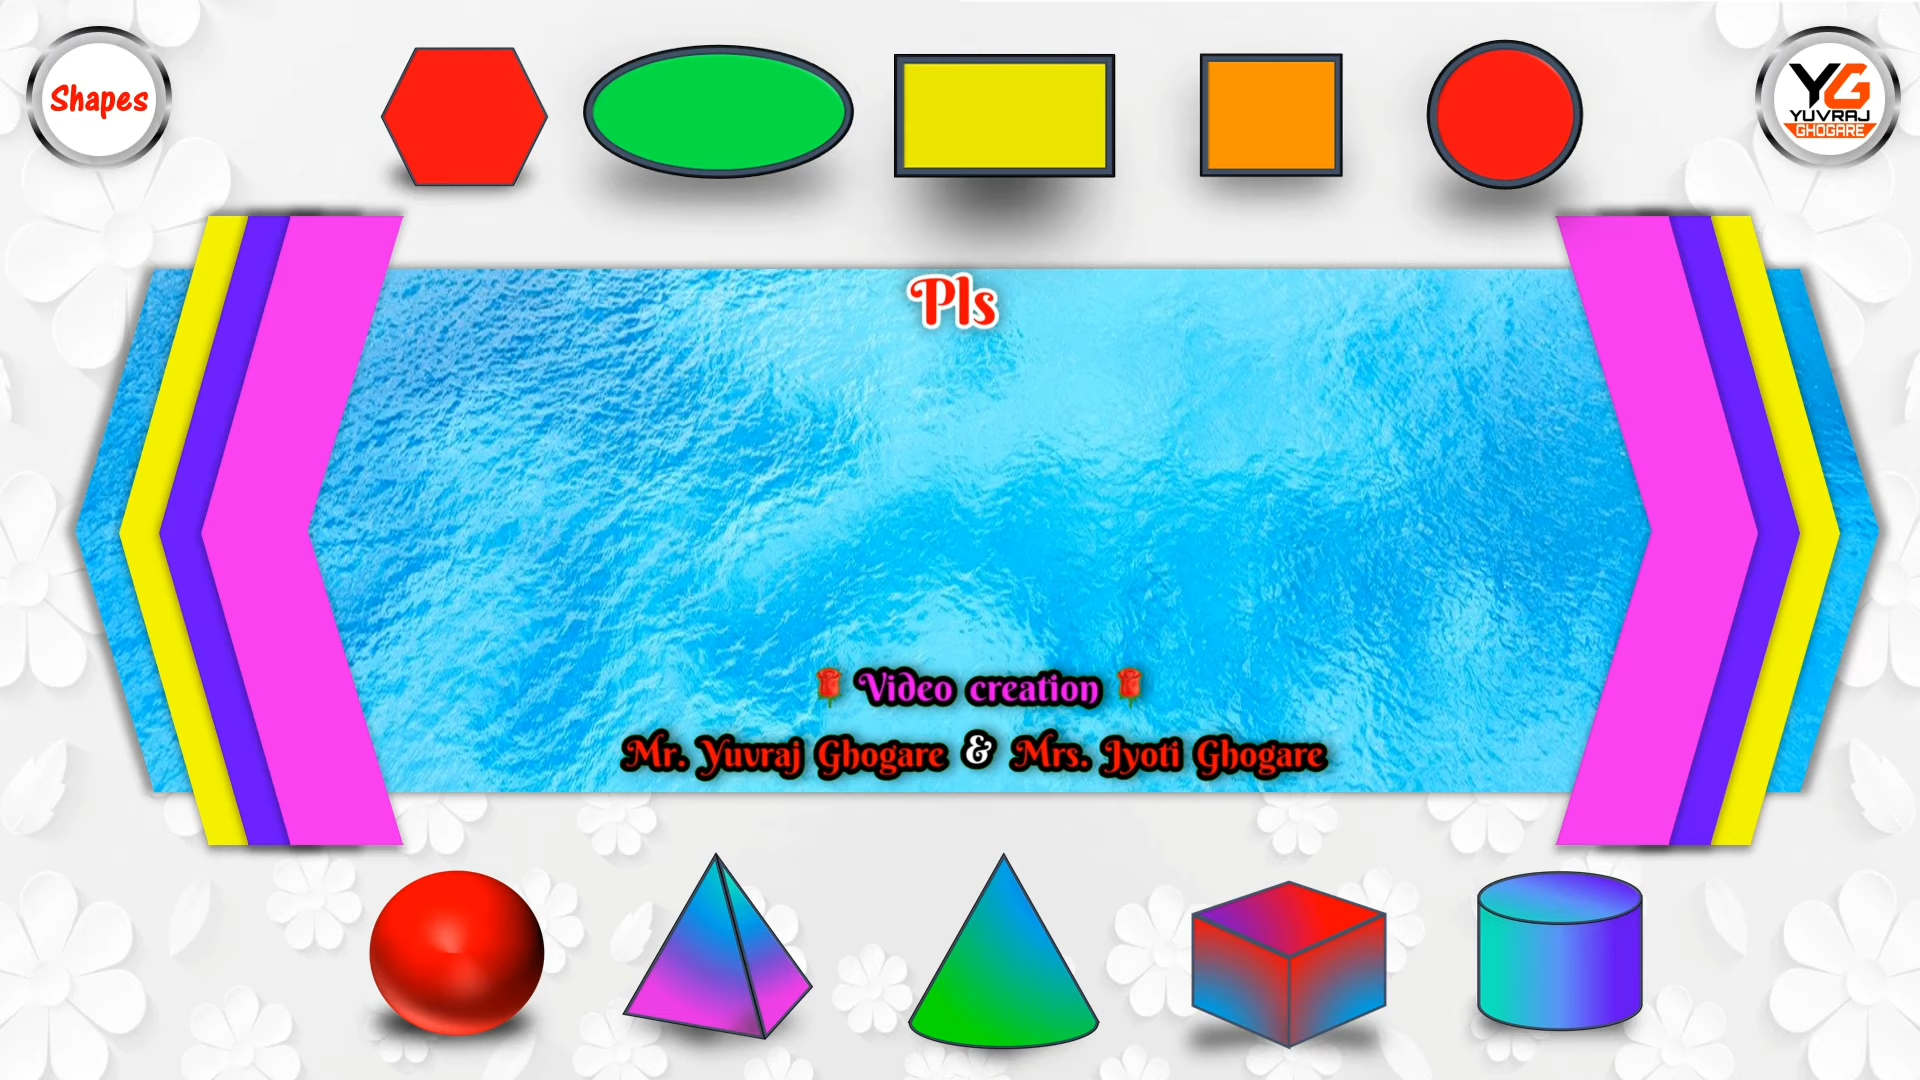 Shapes
YG
YUVRAJ
GHOGARE
Pls
🌹 Video creation 🌹
Mr. Yuvraj Ghogare & Mrs. Jyoti Ghogare